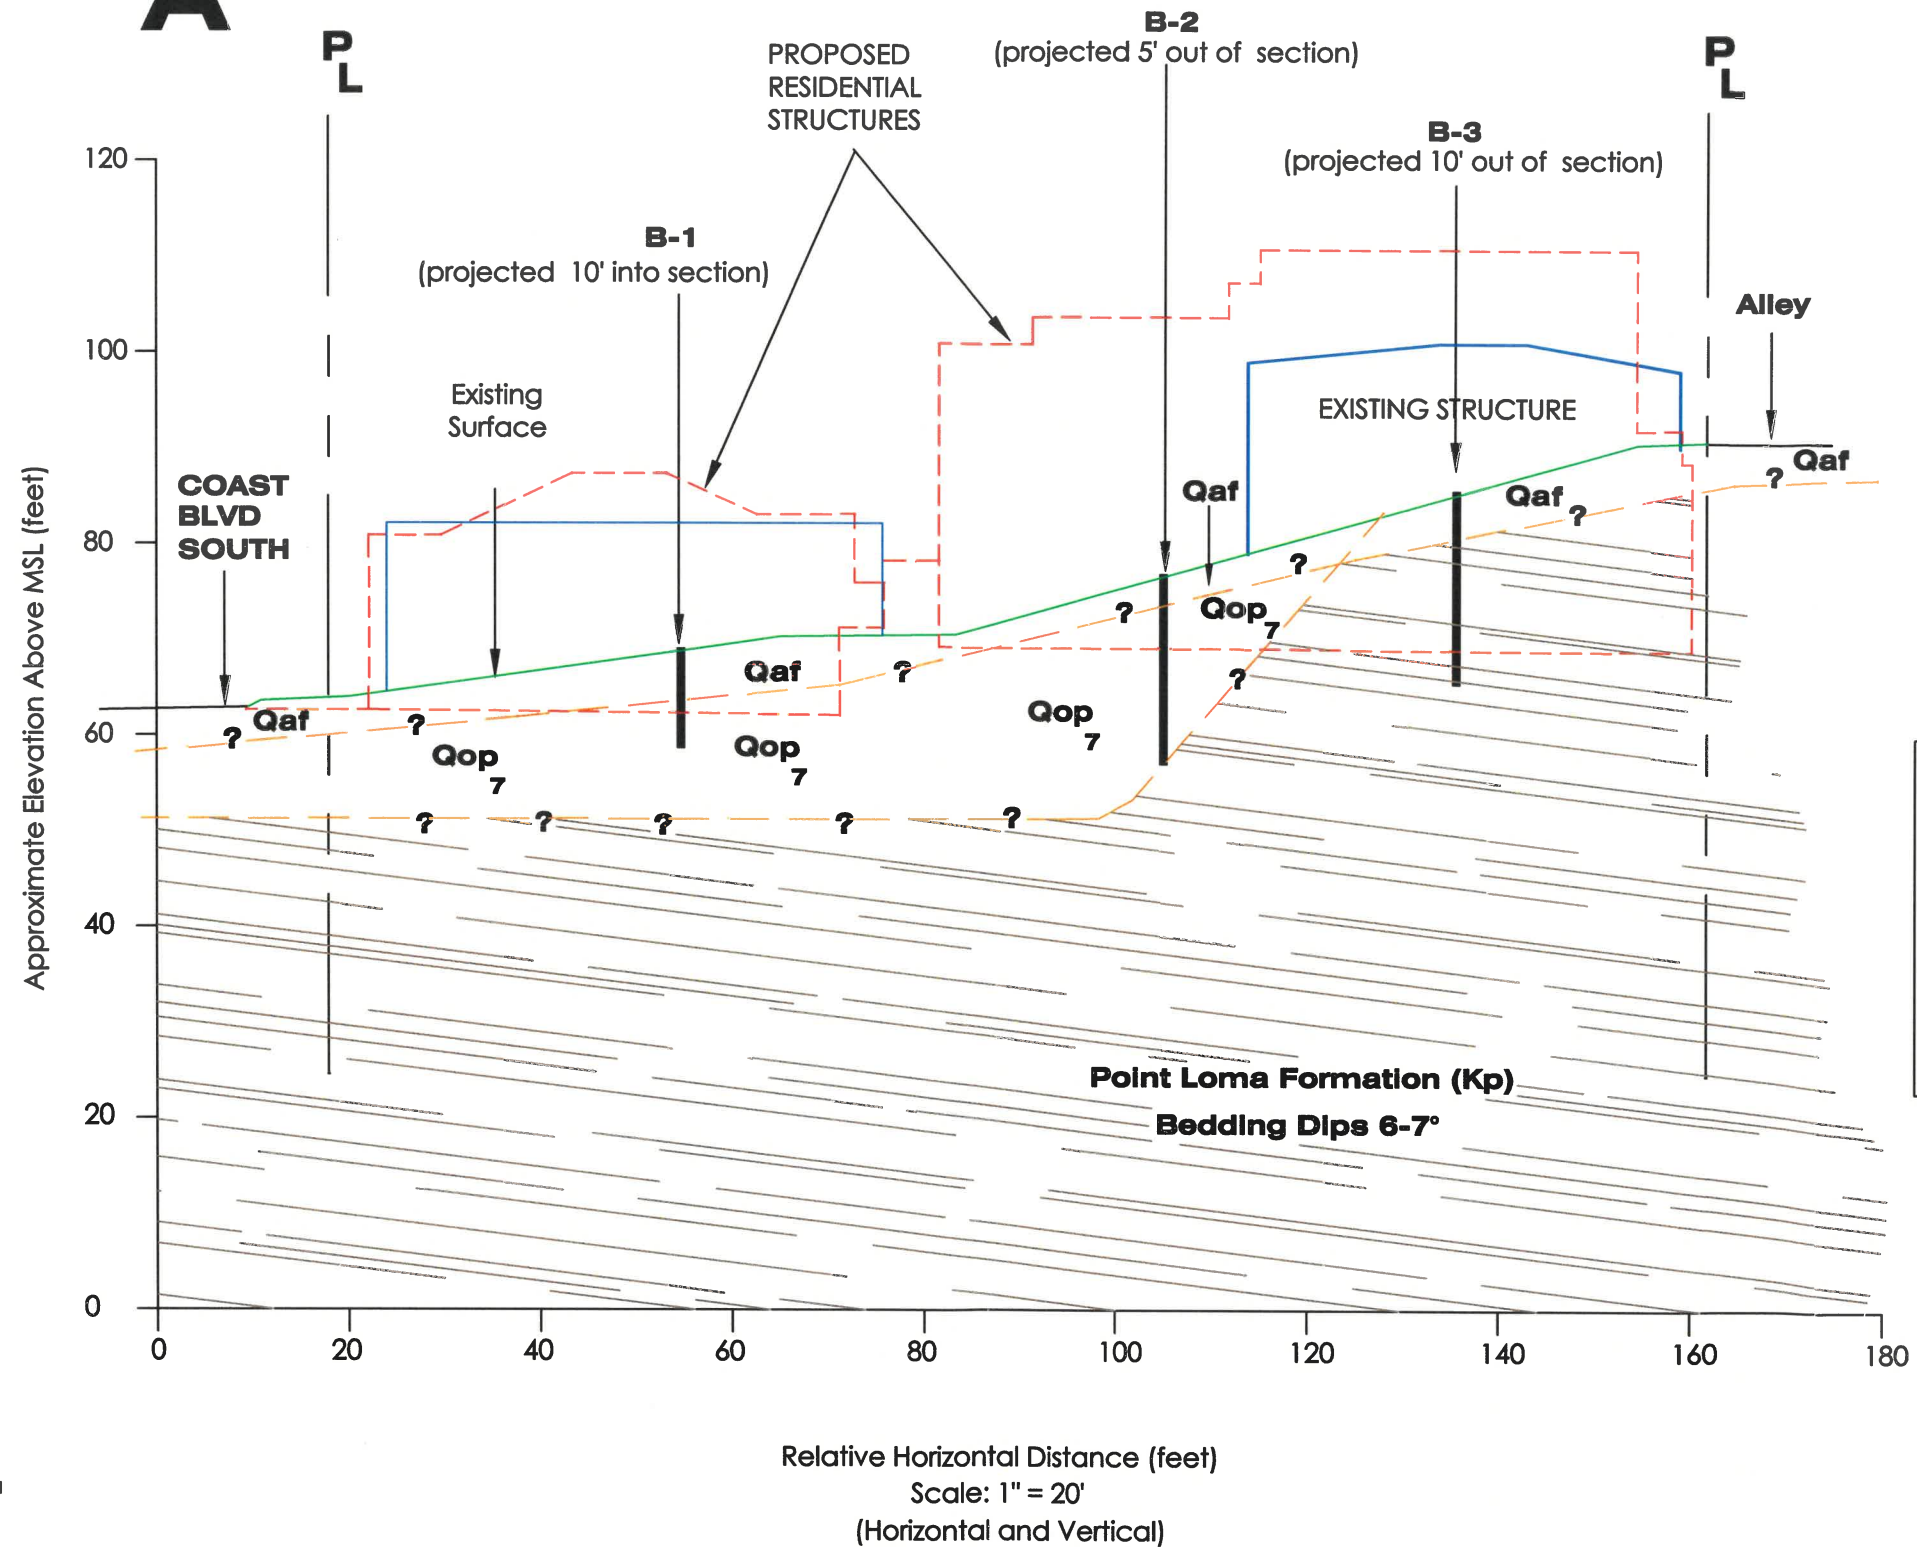 A
P
L
PROPOSED
RESIDENTIAL
STRUCTURES
B-2
(projected 5' out of section)
P
L
B-3
(projected 10' out of section)
B-1
(projected 10' into section)
Alley
Existing
Surface
EXISTING STRUCTURE
COAST
BLVD
SOUTH
Qaf
Qaf
Qaf
?
?
?
?
Qop
7
Qaf
?
?
Qaf
?
?
Qop
7
Qop
7
Qop
7
?
?
?
?
?
Point Loma Formation (Kp)
Bedding Dips 6-7°
Approximate Elevation Above MSL (feet)
120
100
80
60
40
20
0
0
20
40
60
80
100
120
140
160
180
Relative Horizontal Distance (feet)
Scale: 1" = 20'
(Horizontal and Vertical)